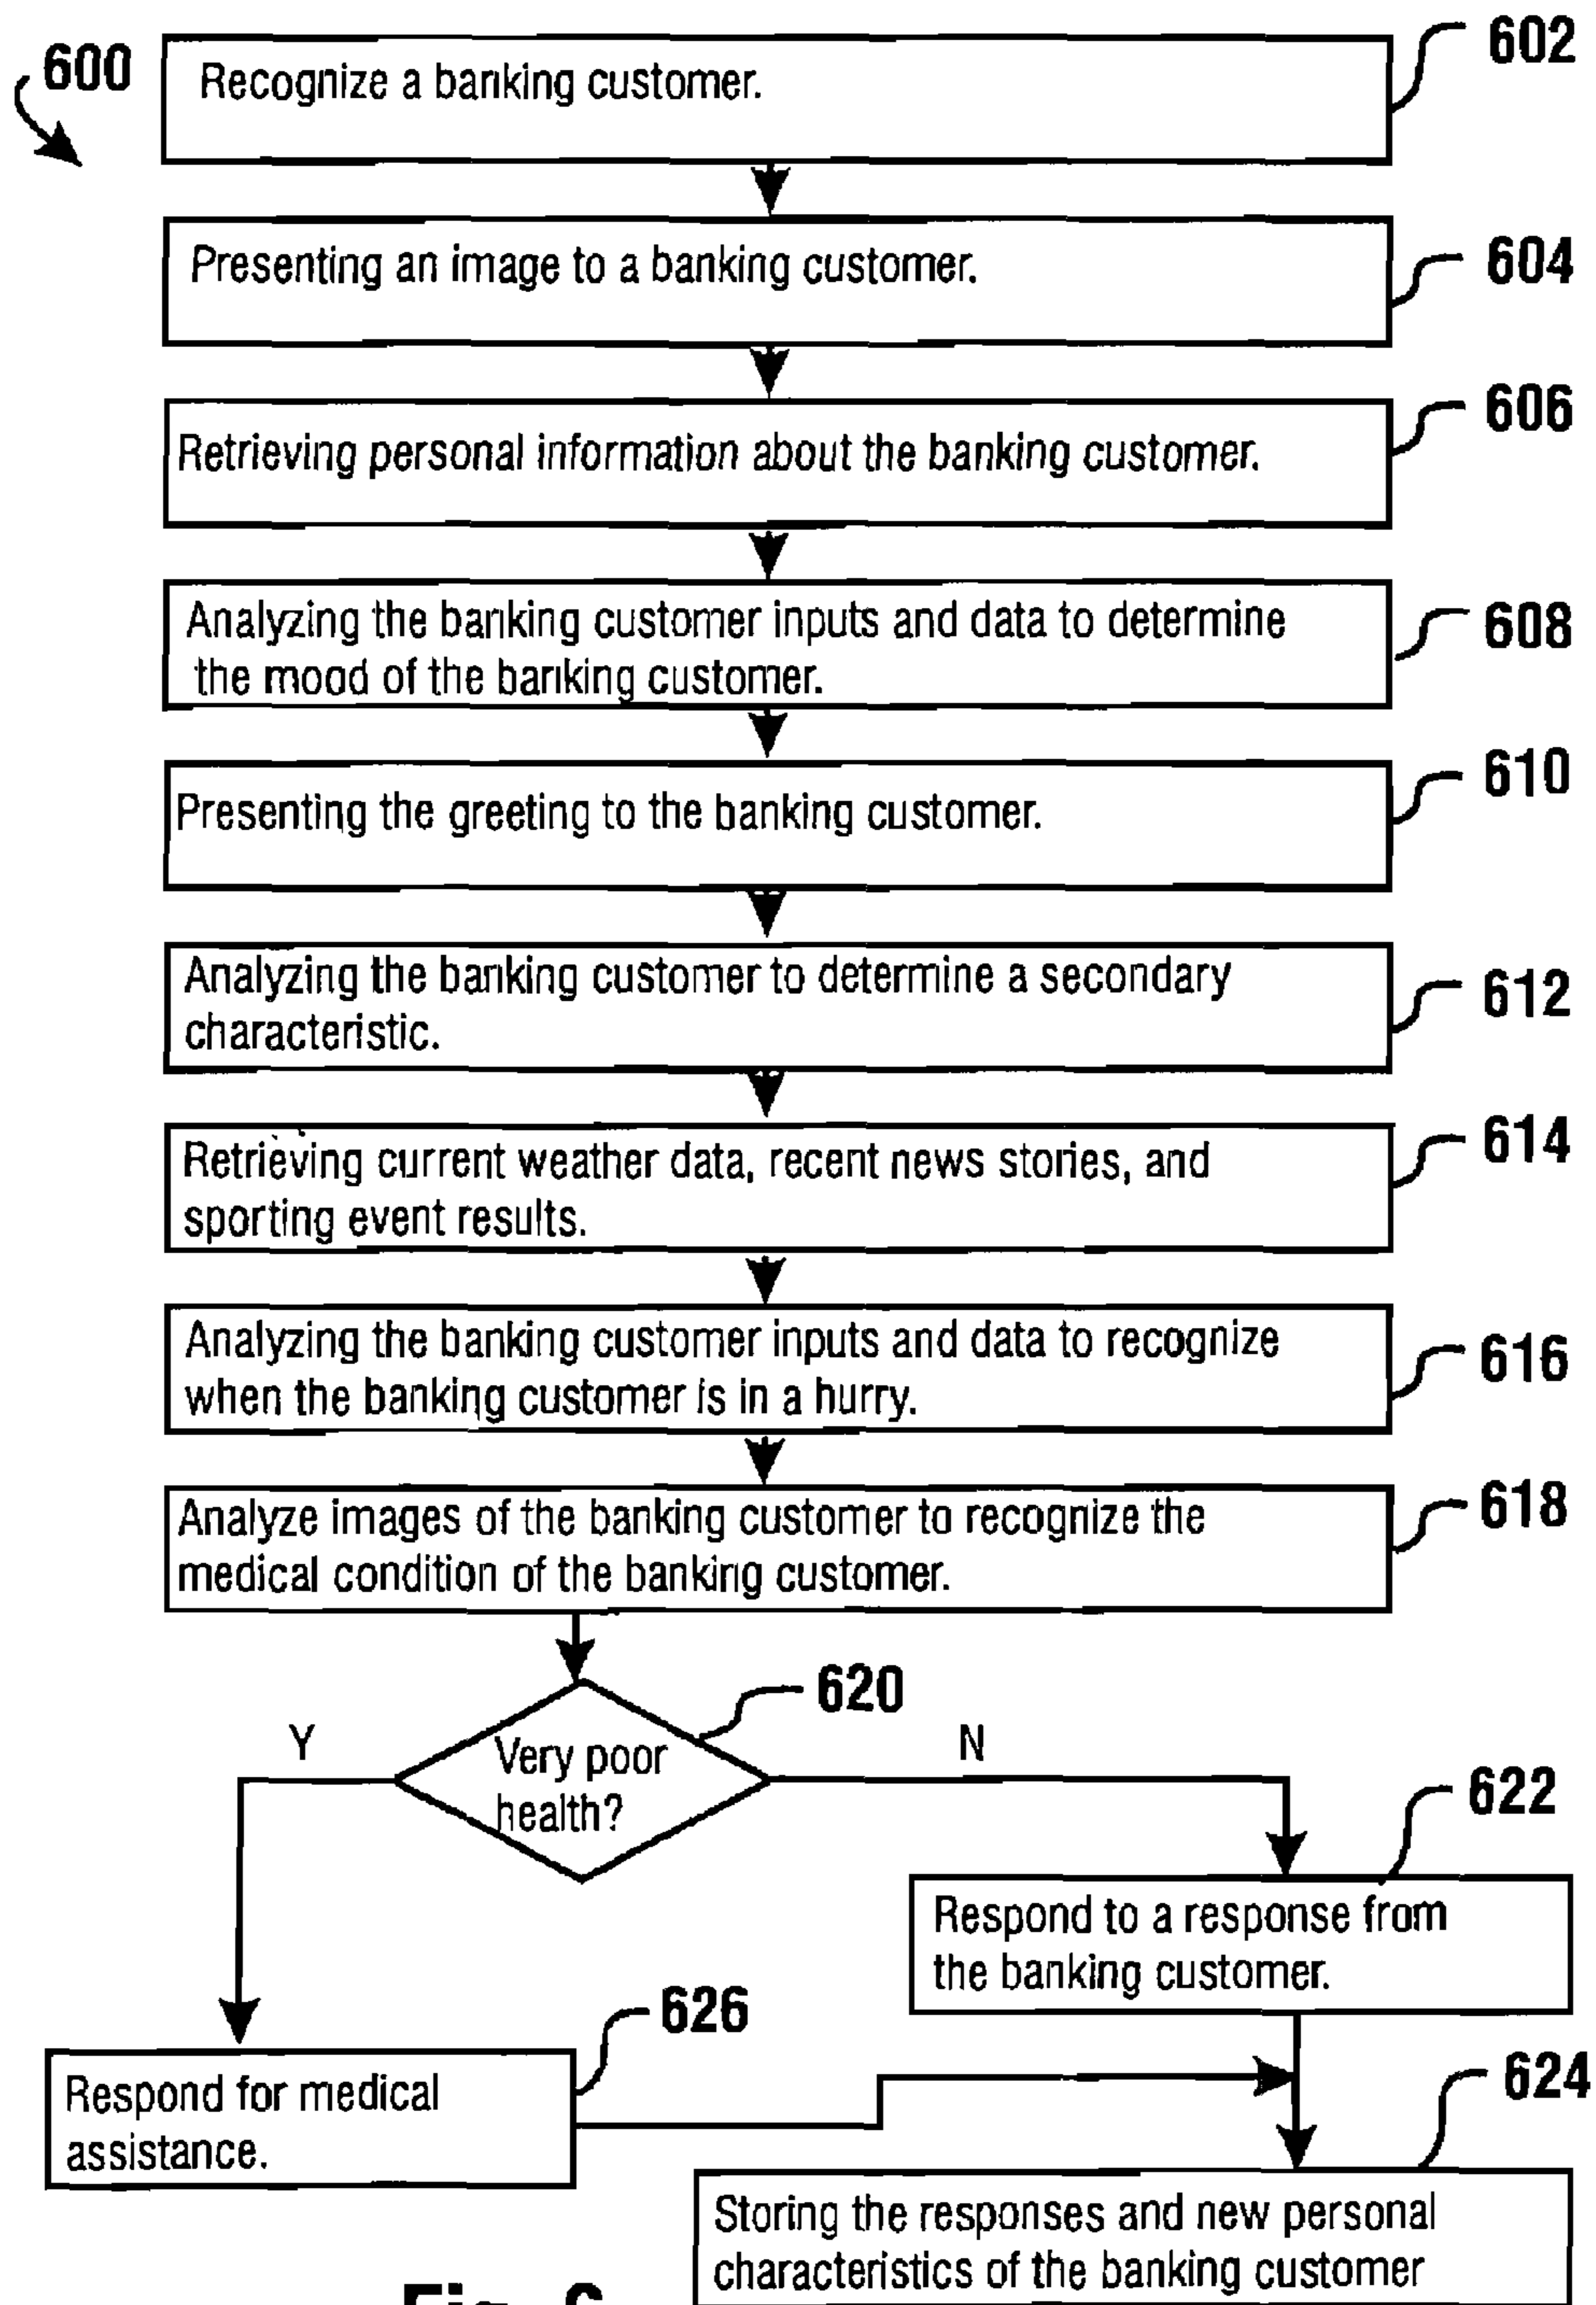 600
602
Recognize a banking customer.
604
Presenting an image to a banking customer.
606
Retrieving personal information about the banking customer.
608
Analyzing the banking customer inputs and data to determine
the mood of the banking customer.
610
Presenting the greeting to the banking customer.
612
Analyzing the banking customer to determine a secondary
characteristic.
614
Retrieving current weather data, recent news stories, and
sporting event results.
616
Analyzing the banking customer inputs and data to recognize
when the banking customer is in a hurry.
618
Analyze images of the banking customer to recognize the
medical condition of the banking customer.
620
Y
Very poor
health?
N
622
Respond to a response from
the banking customer.
626
Respond for medical
assistance.
624
Storing the responses and new personal
characteristics of the banking customer